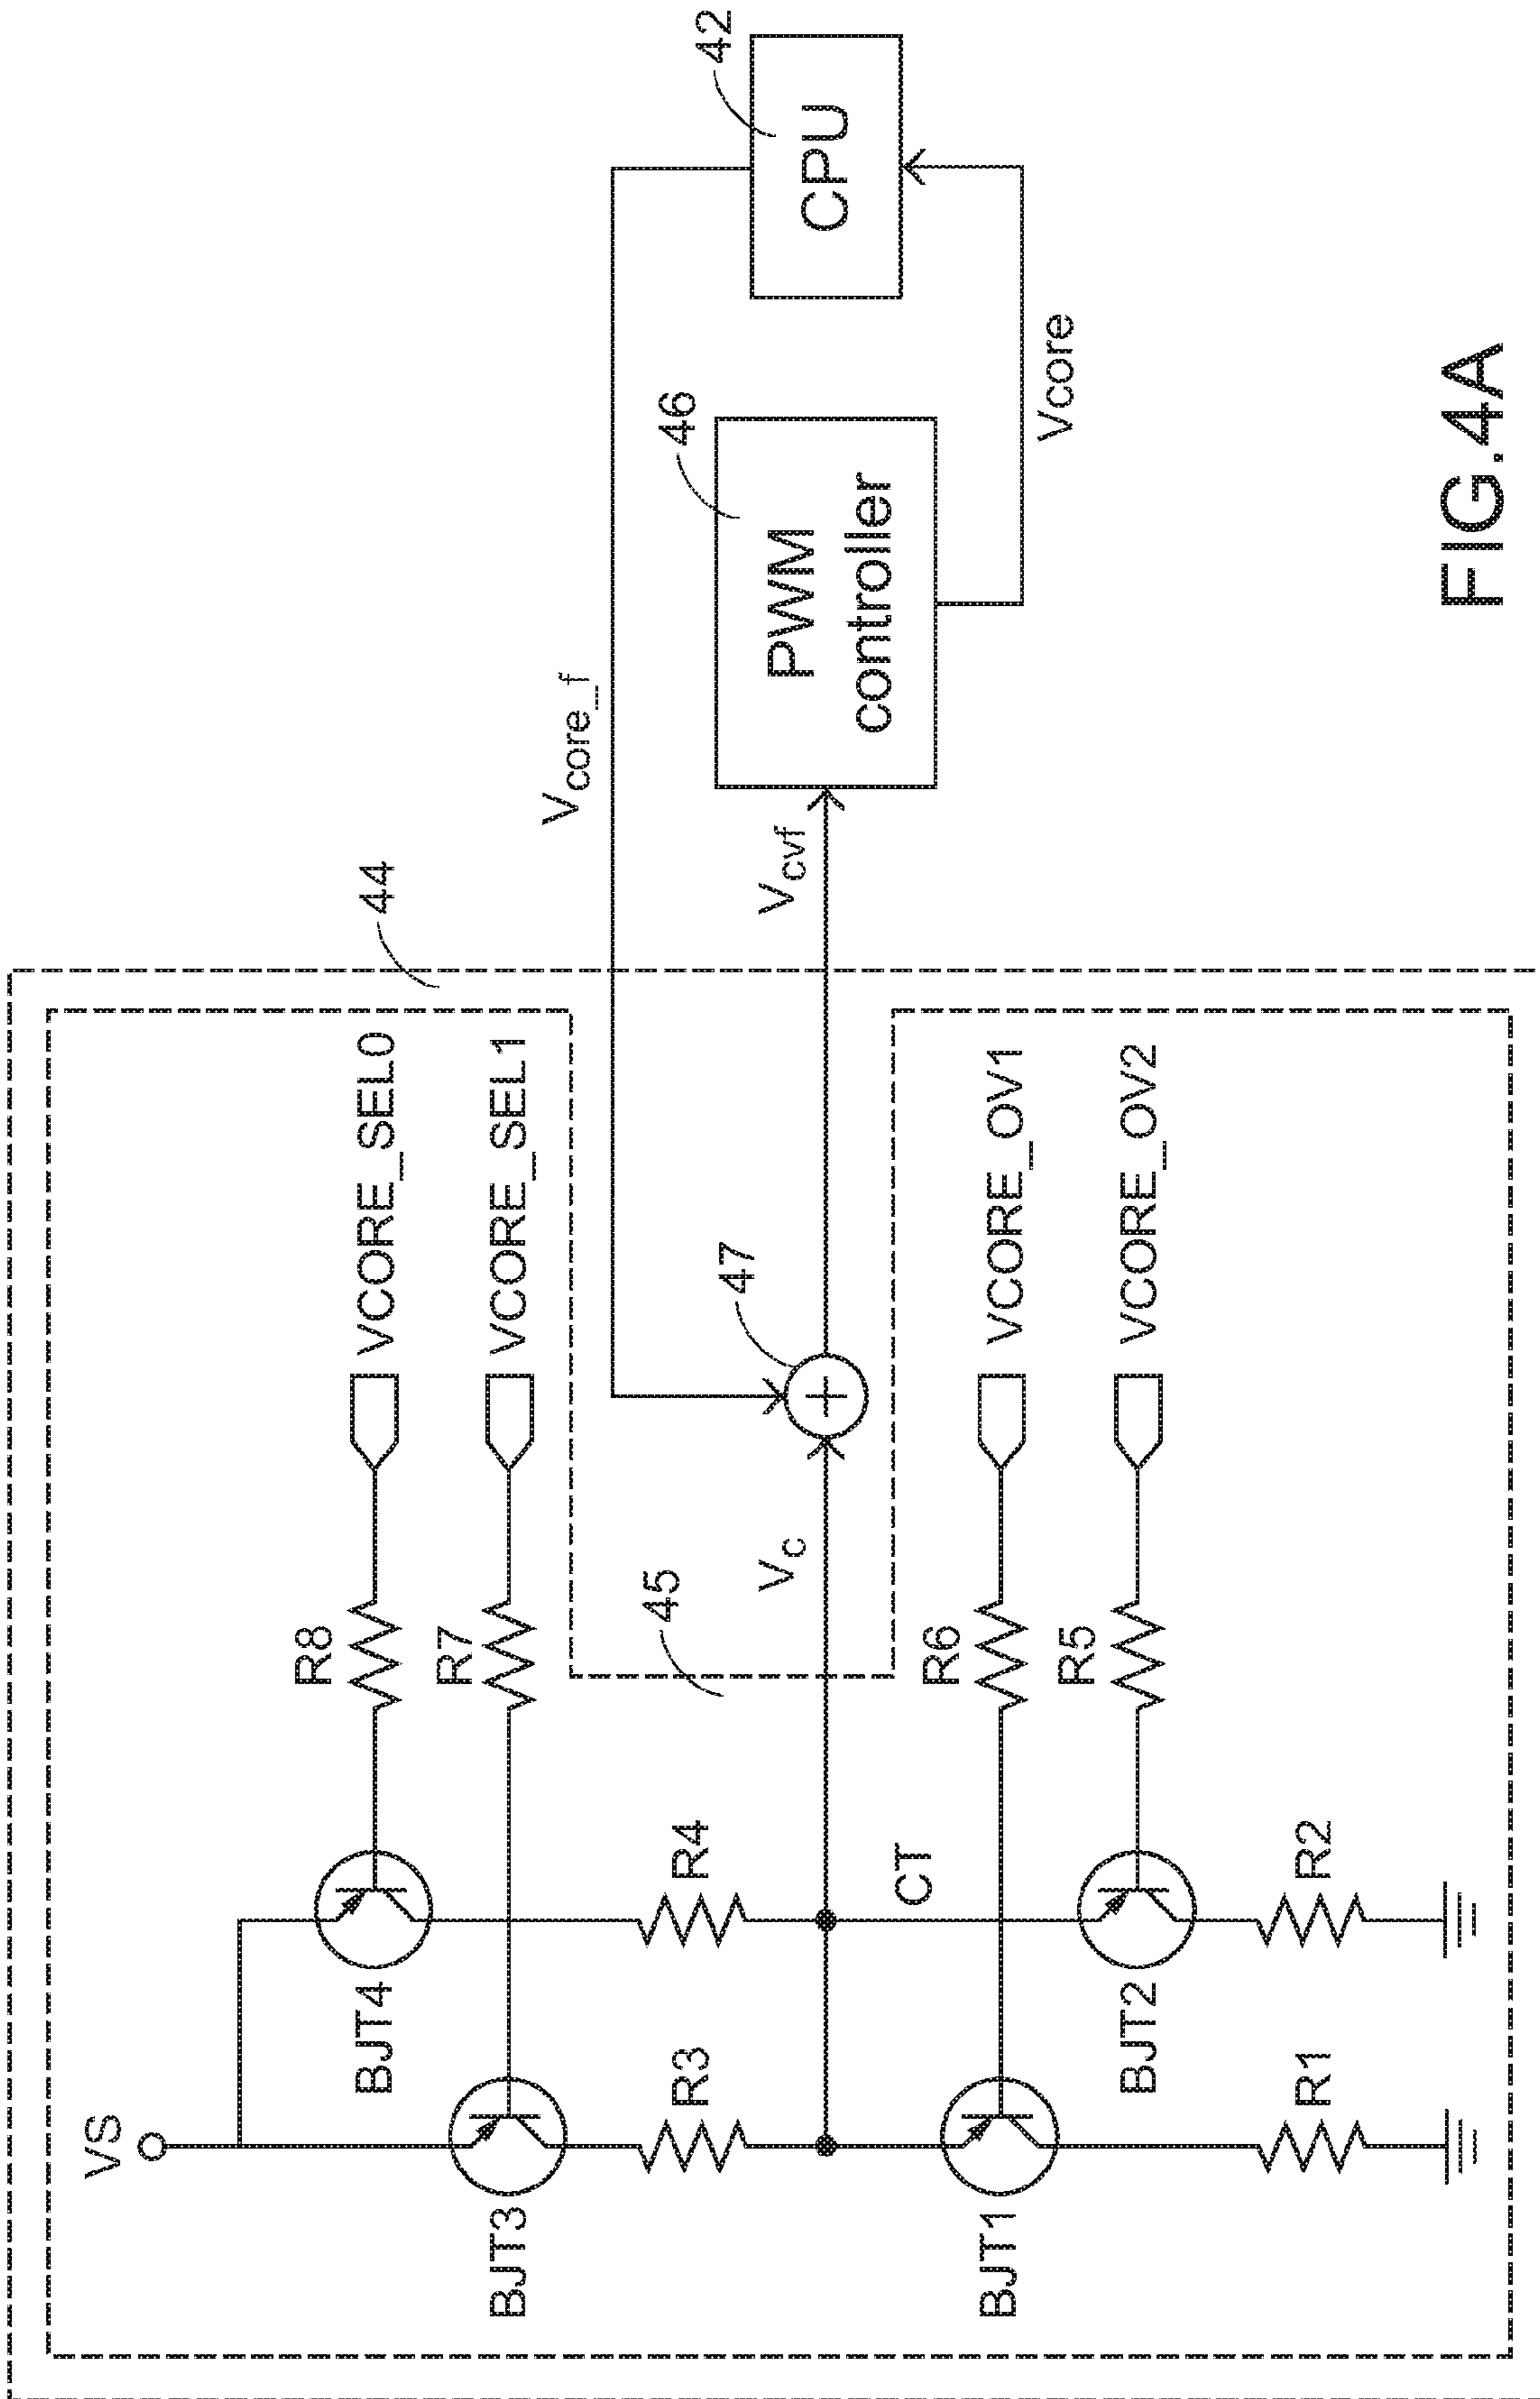 VS
BJT4
R8
VCORE_SEL0
44
BJT3
R7
VCORE_SEL1
Vcore_f
R3
R4
45
47
46
42
Vc
Vcvf
PWM
controller
CPU
CT
BJT1
R6
VCORE_OV1
Vcore
BJT2
R5
VCORE_OV2
R1
R2
FIG.4A